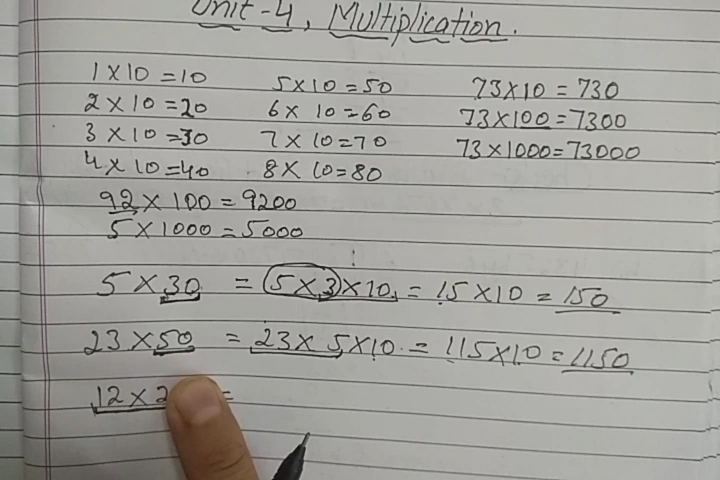 Unit-4, Multiplication.
1 X 10 = 10 5 X 10 = 50 73 X 10 = 730
2 X 10 = 20 6 X 10 = 60 73 X 100 = 7300
3 X 10 = 30 7 X 10 = 70 73 X 1000 = 73000
4 X 10 = 40 8 X 10 = 80
92 X 100 = 9200
5 X 1000 = 5000
5 X 30 = 5 X 3 X 10 = 15 X 10 = 150
23 X 50 = 23 X 5 X 10 = 115 X 10 = 1150
12 X 2 =